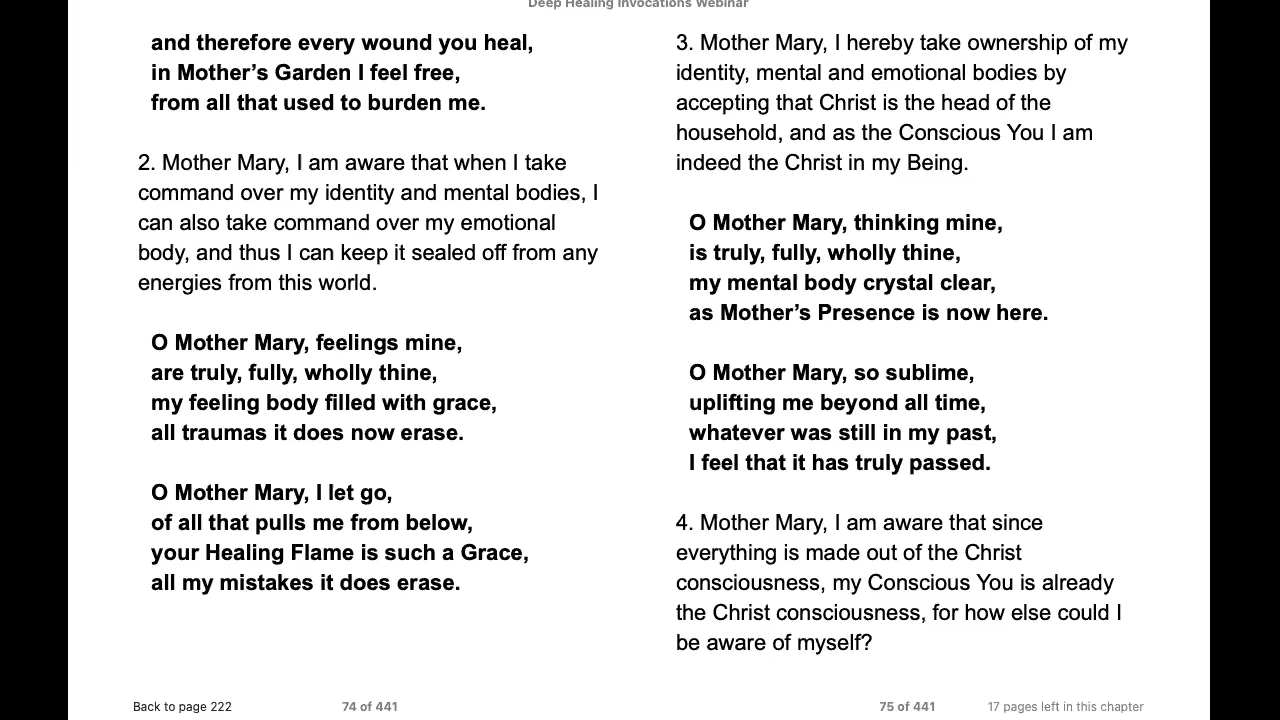 Deep Healing Invocations Webinar
and therefore every wound you heal,
in Mother’s Garden I feel free,
from all that used to burden me.
2. Mother Mary, I am aware that when I take
command over my identity and mental bodies, I
can also take command over my emotional
body, and thus I can keep it sealed off from any
energies from this world.
O Mother Mary, feelings mine,
are truly, fully, wholly thine,
my feeling body filled with grace,
all traumas it does now erase.
O Mother Mary, I let go,
of all that pulls me from below,
your Healing Flame is such a Grace,
all my mistakes it does erase.
3. Mother Mary, I hereby take ownership of my
identity, mental and emotional bodies by
accepting that Christ is the head of the
household, and as the Conscious You I am
indeed the Christ in my Being.
O Mother Mary, thinking mine,
is truly, fully, wholly thine,
my mental body crystal clear,
as Mother’s Presence is now here.
O Mother Mary, so sublime,
uplifting me beyond all time,
whatever was still in my past,
I feel that it has truly passed.
4. Mother Mary, I am aware that since
everything is made out of the Christ
consciousness, my Conscious You is already
the Christ consciousness, for how else could I
be aware of myself?
Back to page 222
74 of 441
75 of 441
17 pages left in this chapter